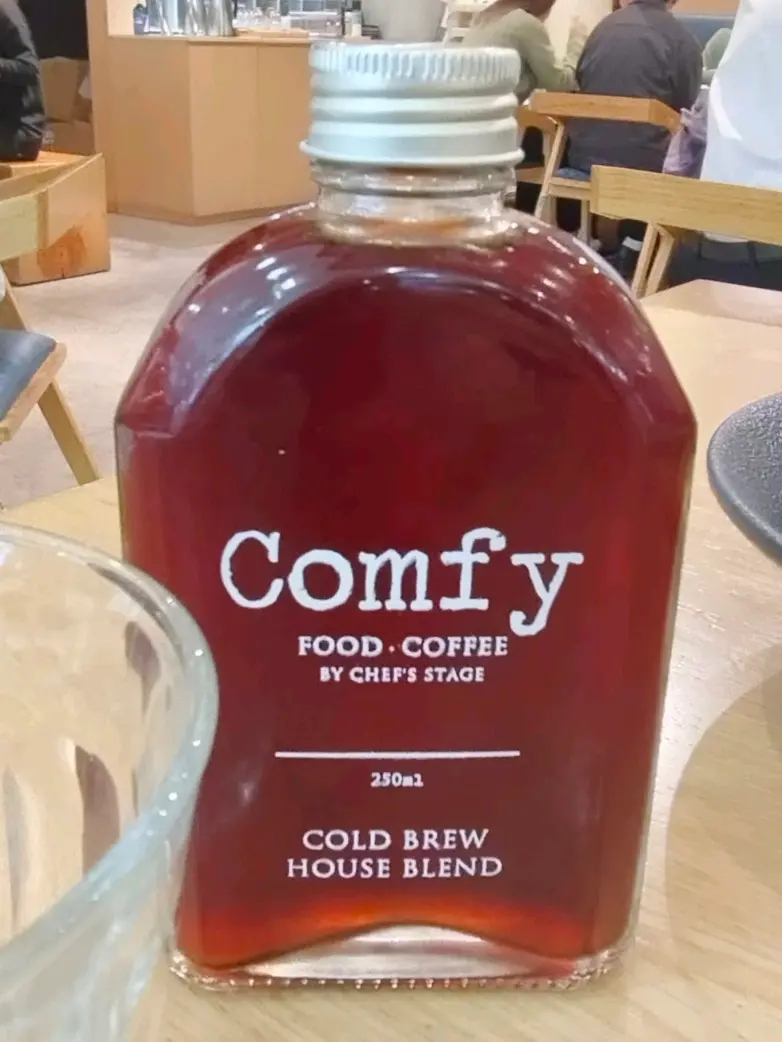 Comfy
FOOD · COFFEE
BY CHEF'S STAGE
250ml
COLD BREW
HOUSE BLEND